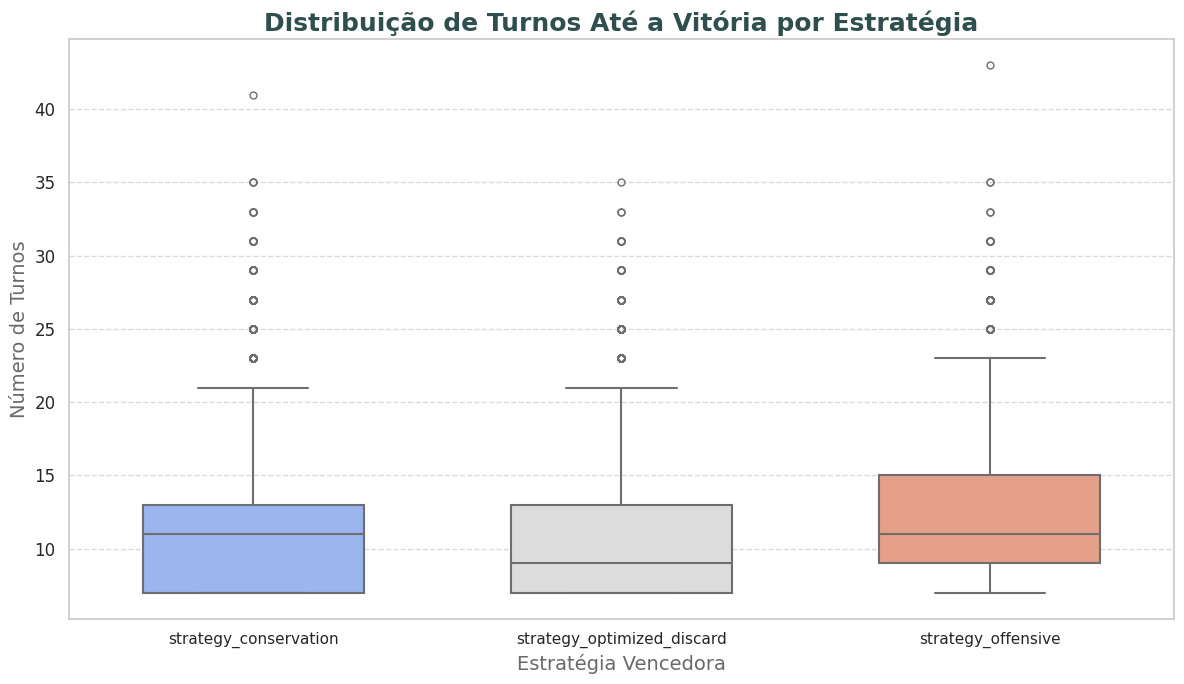 Distribuição de Turnos Até a Vitória por Estratégia
Número de Turnos
40
35
30
25
20
15
10
strategy_conservation
strategy_optimized_discard
strategy_offensive
Estratégia Vencedora